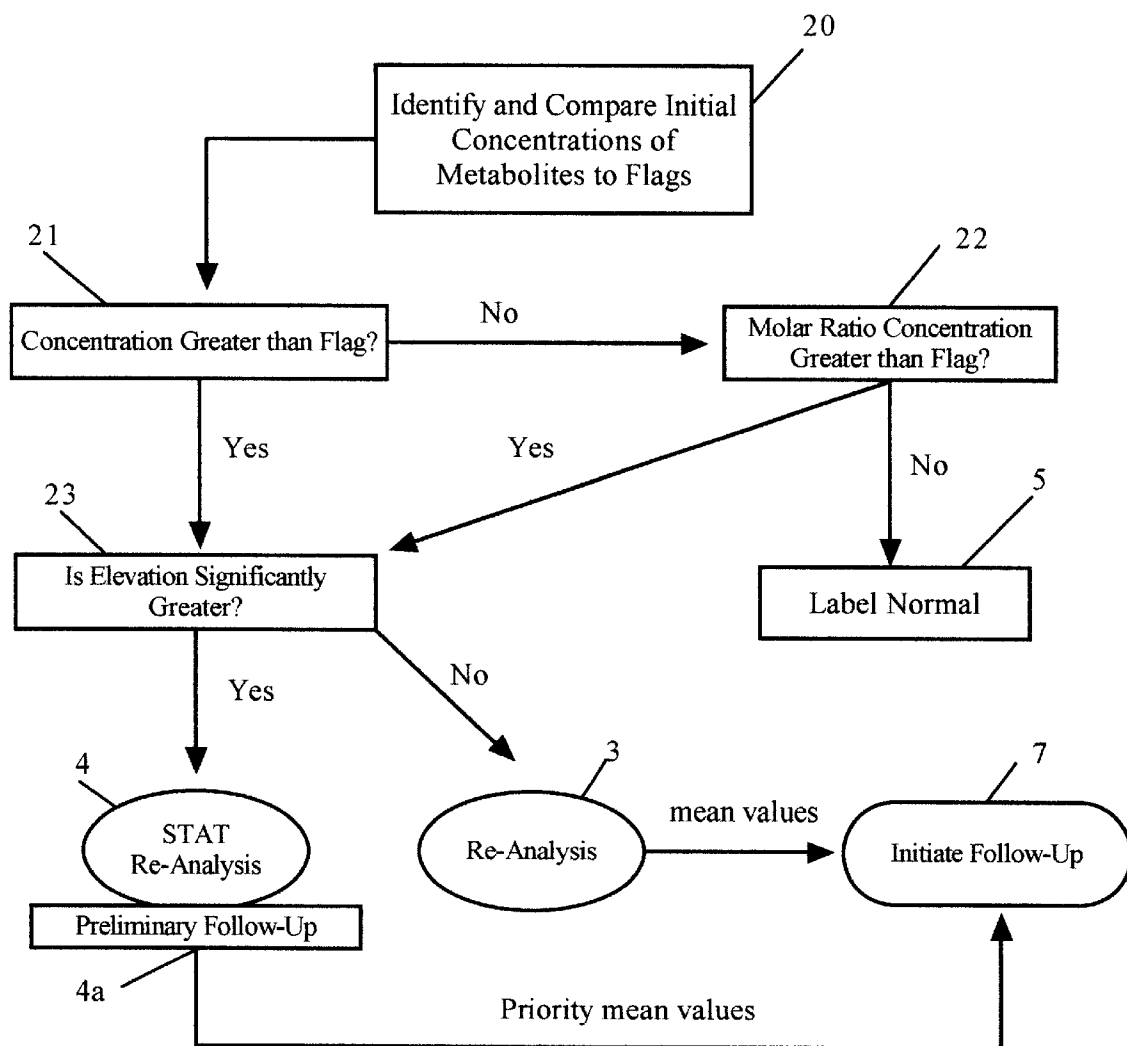 20
Identify and Compare Initial
Concentrations of
Metabolites to Flags
21
22
Concentration Greater than Flag?
No
Molar Ratio Concentration
Greater than Flag?
Yes
Yes
No
23
5
Is Elevation Significantly
Greater?
Label Normal
Yes
No
4
3
7
STAT
Re-Analysis
Re-Analysis
mean values
Initiate Follow-Up
Preliminary Follow-Up
4a
Priority mean values